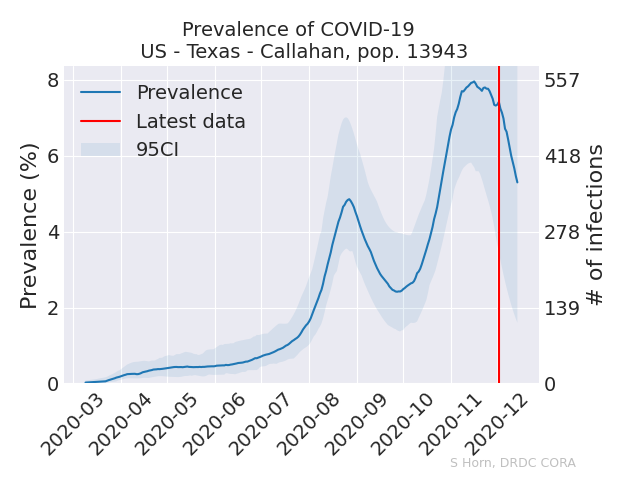 Prevalence of COVID-19
US - Texas - Callahan, pop. 13943
Prevalence
Latest data
95CI
Prevalence (%)
8
6
4
2
0
557
418
278
139
0
# of infections
2020-03
2020-04
2020-05
2020-06
2020-07
2020-08
2020-09
2020-10
2020-11
2020-12
S Horn, DRDC CORA